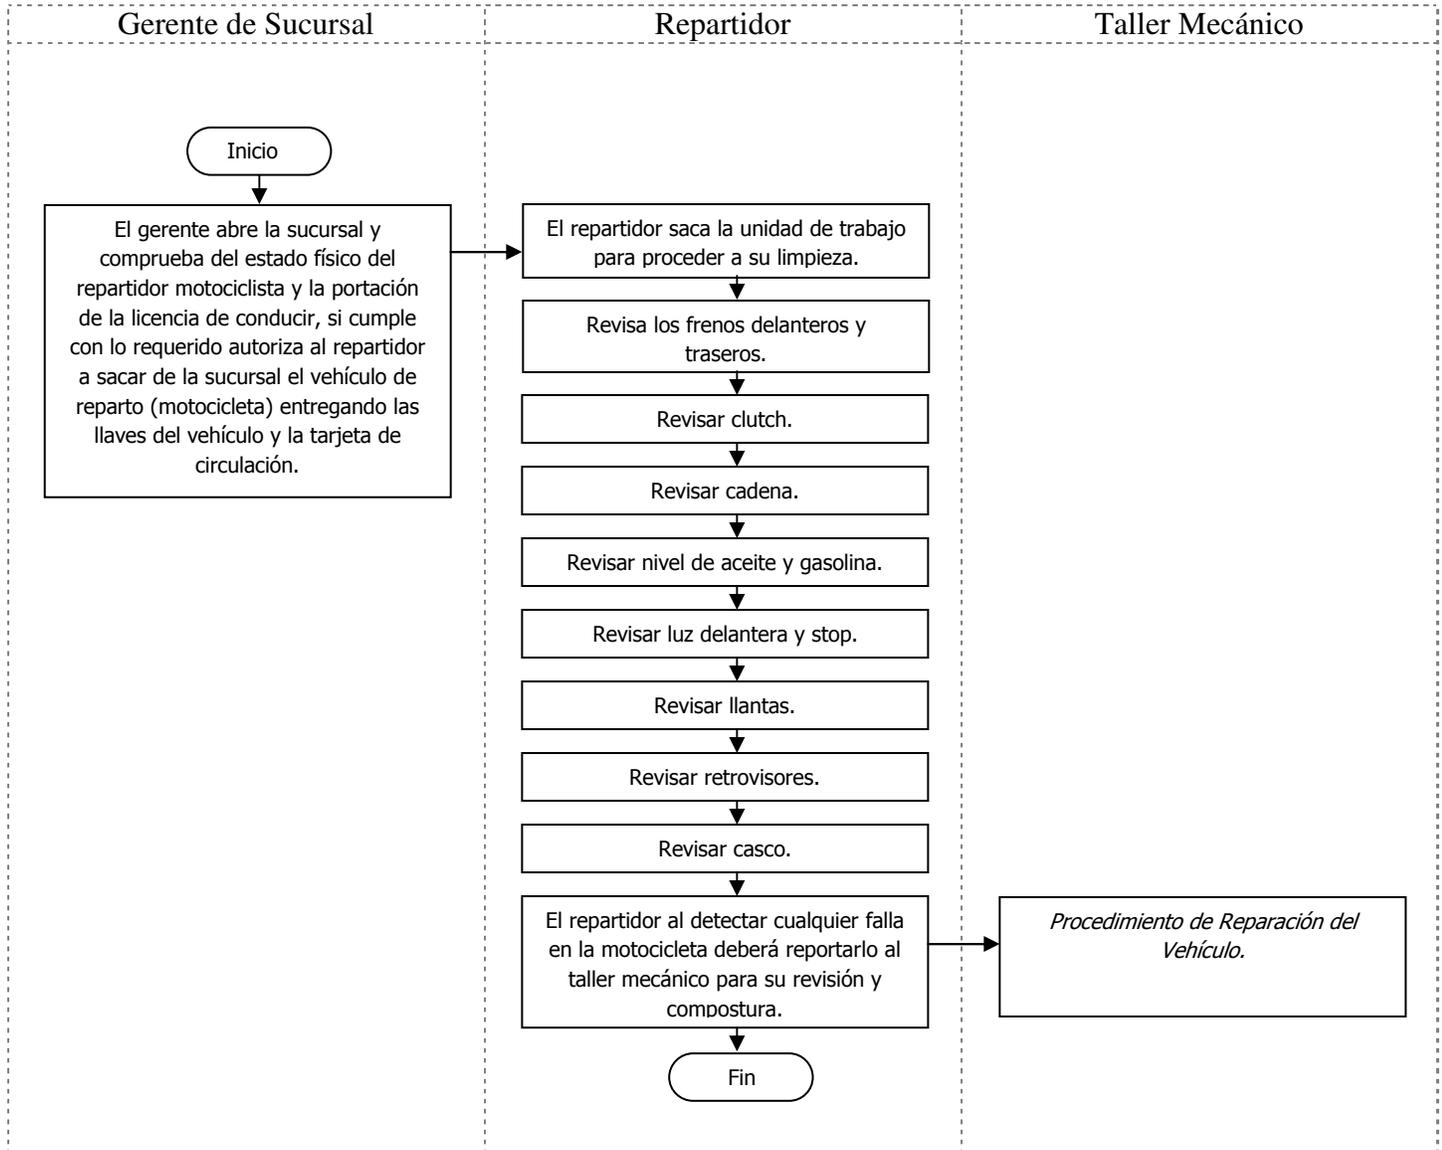 Gerente de Sucursal
Repartidor
Taller Mecánico
Inicio
El gerente abre la sucursal y
comprueba del estado físico del
repartidor motociclista y la portación
de la licencia de conducir, si cumple
con lo requerido autoriza al repartidor
a sacar de la sucursal el vehículo de
reparto (motocicleta) entregando las
llaves del vehículo y la tarjeta de
circulación.
El repartidor saca la unidad de trabajo
para proceder a su limpieza.
Revisa los frenos delanteros y
traseros.
Revisar clutch.
Revisar cadena.
Revisar nivel de aceite y gasolina.
Revisar luz delantera y stop.
Revisar llantas.
Revisar retrovisores.
Revisar casco.
El repartidor al detectar cualquier falla
en la motocicleta deberá reportarlo al
taller mecánico para su revisión y
compostura.
Procedimiento de Reparación del
Vehículo.
Fin